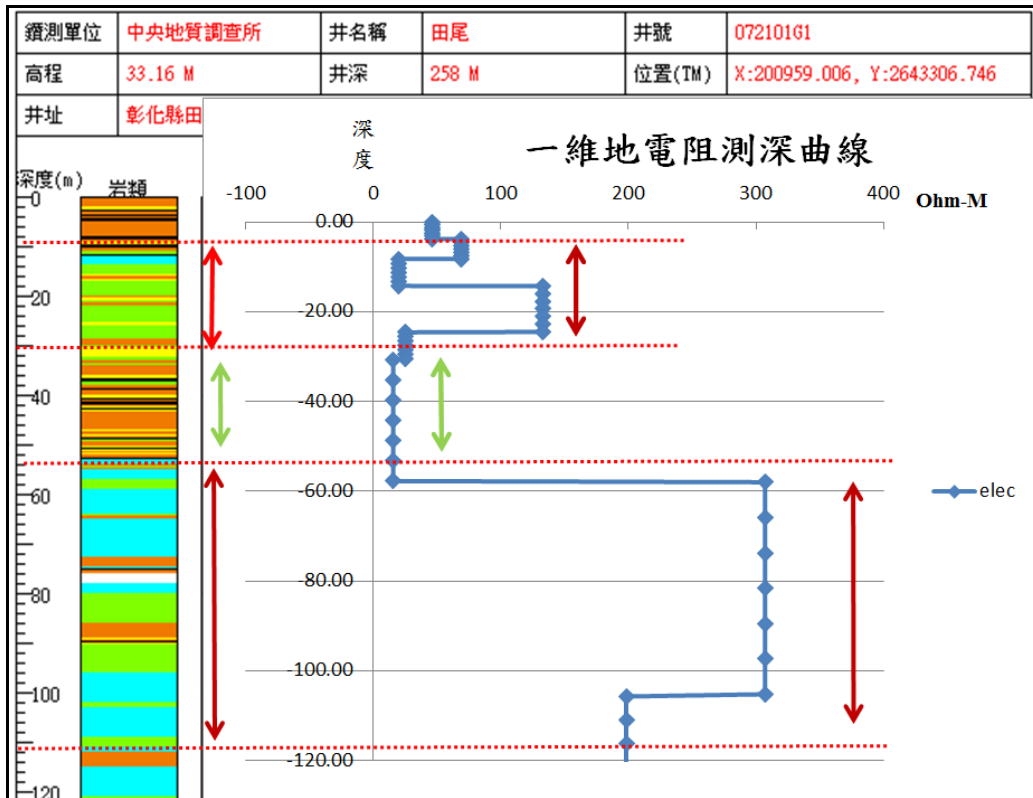 鑽測單位 中央地質調查所 井名稱 田尾 井號 072101G1
高程 33.16 M 井深 258 M 位置(TM) X:200959.006, Y:2643306.746
井址 彰化縣田
深度
一維地電阻測深曲線
深度(m) 岩類
-100 0 100 200 300 400 Ohm-M
0
20
40
60
80
100
120
0.00
-20.00
-40.00
-60.00
-80.00
-100.00
-120.00
elec